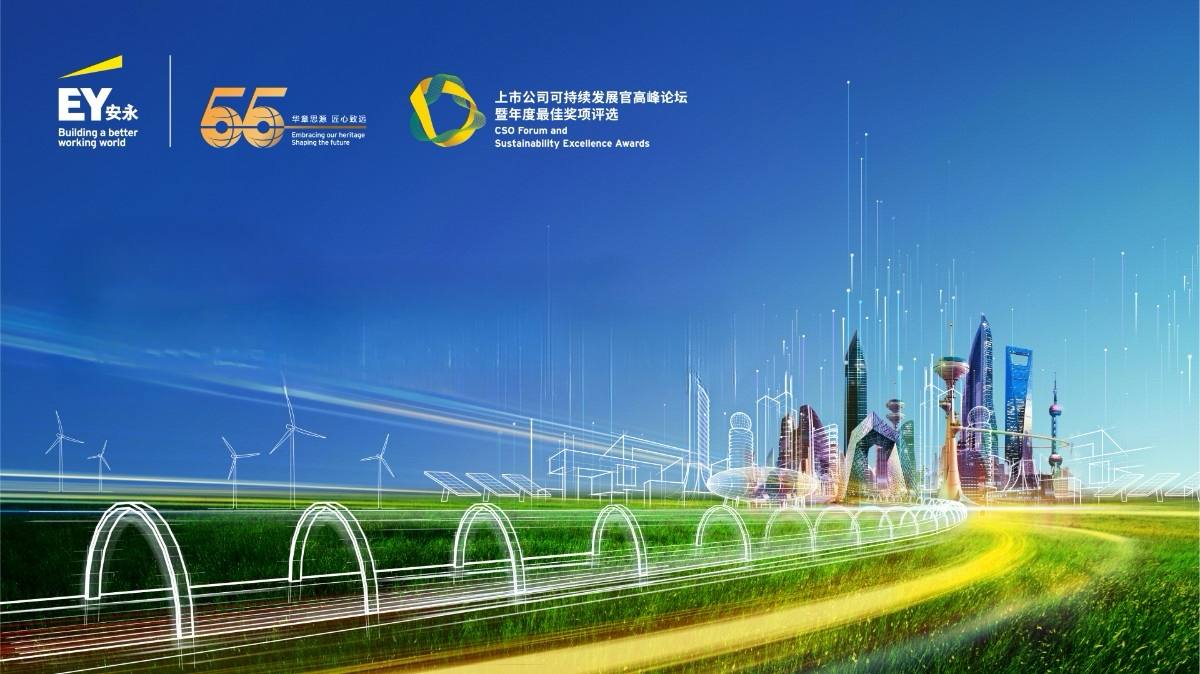 EY安永
Building a better
working world
55
华章思源 匠心致远
Embracing our heritage
Shaping the future
上市公司可持续发展官高峰论坛
暨年度最佳奖项评选
CSO Forum and
Sustainability Excellence Awards